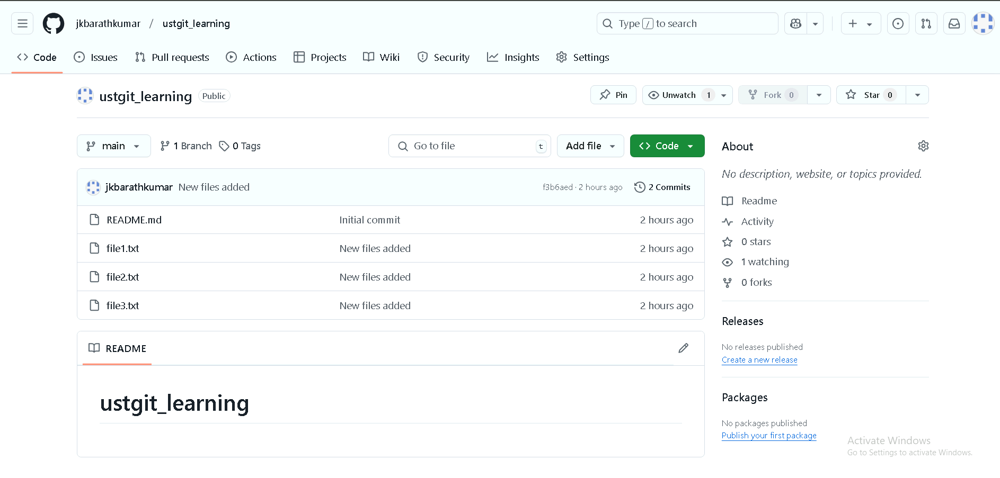 jkbarathkumar / ustgit_learning
Type / to search
Code Issues Pull requests Actions Projects Wiki Security Insights Settings
ustgit_learning Public
Pin Unwatch 1 Fork 0 Star 0
main 1 Branch 0 Tags
Go to file t Add file Code
jkbarathkumar New files added f3b6aed · 2 hours ago 2 Commits
README.md Initial commit 2 hours ago
file1.txt New files added 2 hours ago
file2.txt New files added 2 hours ago
file3.txt New files added 2 hours ago
README
ustgit_learning
About
No description, website, or topics provided.
Readme
Activity
0 stars
1 watching
0 forks
Releases
No releases published
Create a new release
Packages
No packages published
Publish your first package
Activate Windows
Go to Settings to activate Windows.